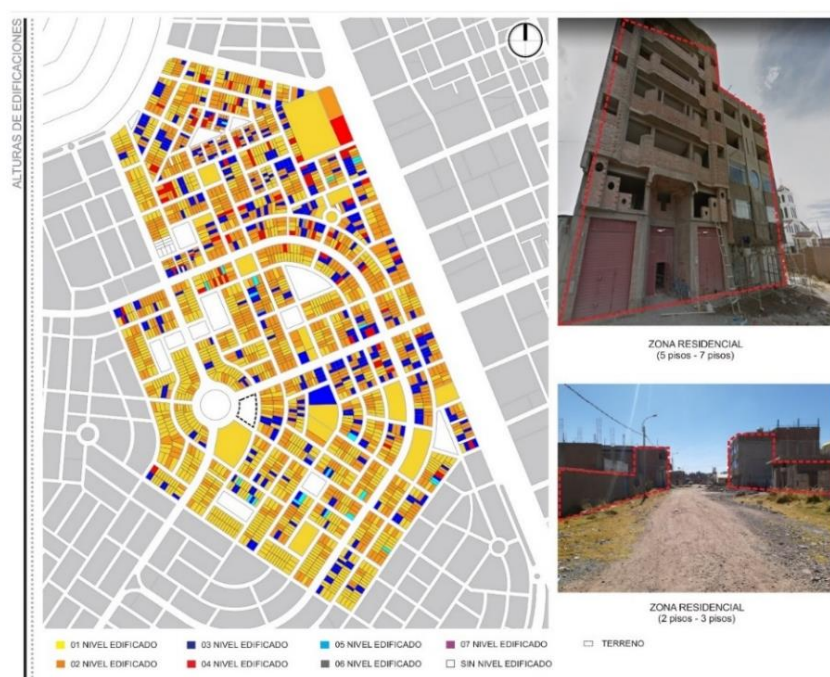 ALTURAS DE EDIFICACIONES
ZONA RESIDENCIAL
(5 pisos - 7 pisos)
ZONA RESIDENCIAL
(2 pisos - 3 pisos)
01 NIVEL EDIFICADO
03 NIVEL EDIFICADO
05 NIVEL EDIFICADO
07 NIVEL EDIFICADO
TERRENO
02 NIVEL EDIFICADO
04 NIVEL EDIFICADO
06 NIVEL EDIFICADO
SIN NIVEL EDIFICADO